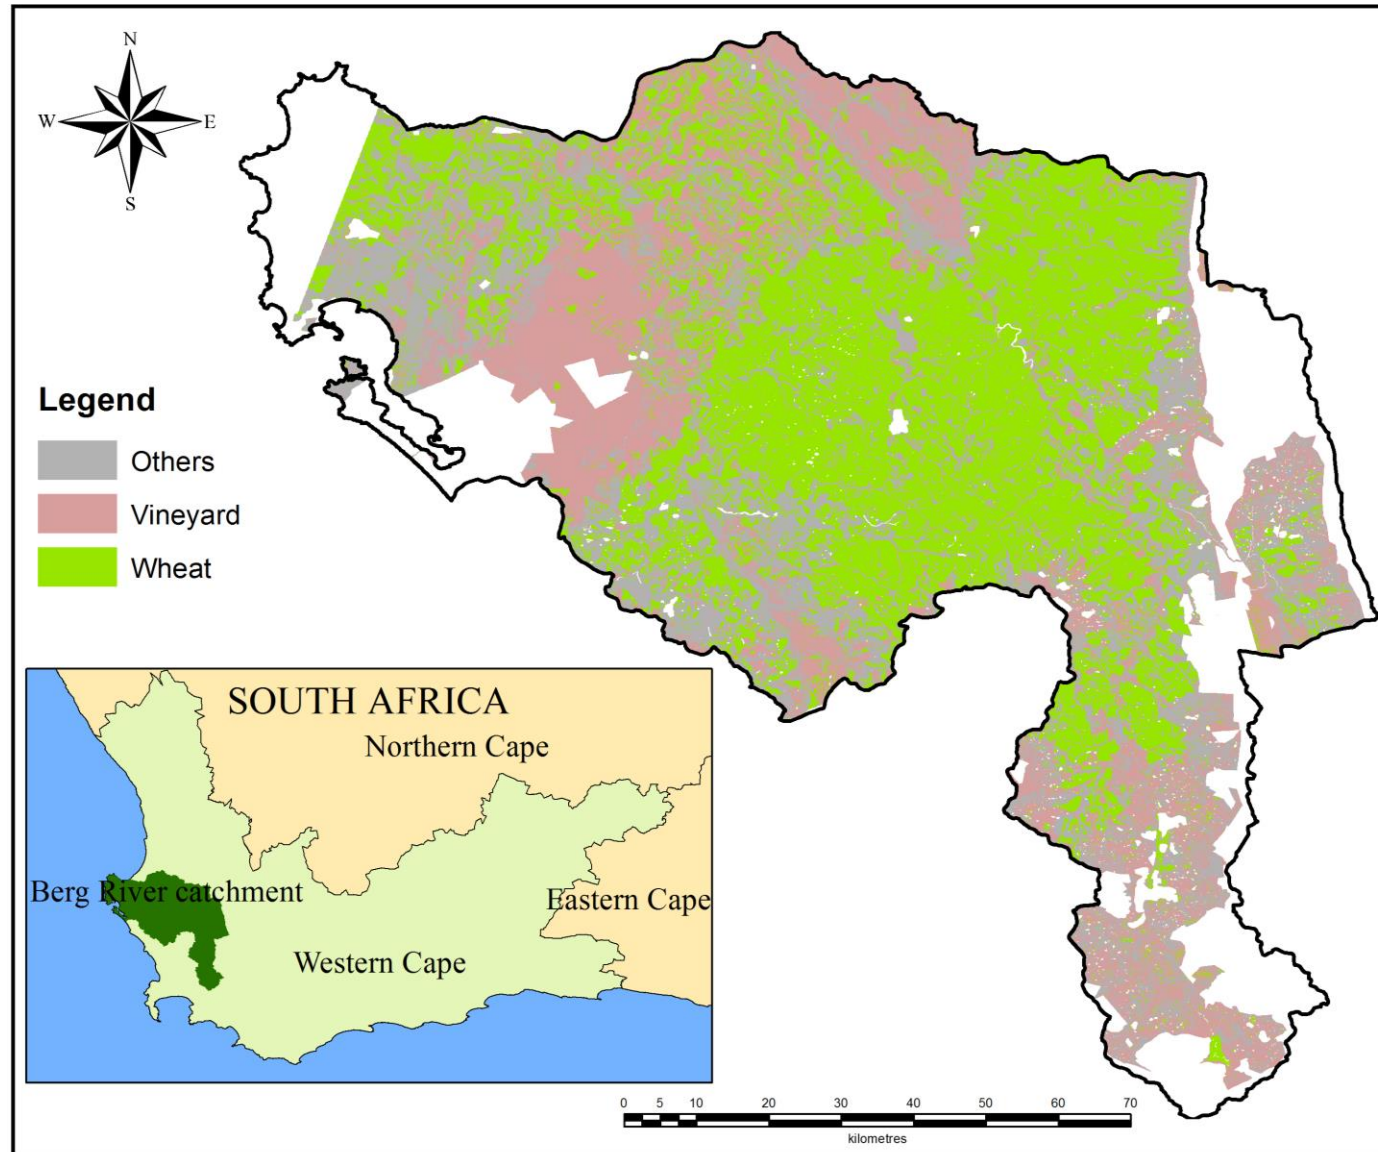 N
W E
S
Legend
Others
Vineyard
Wheat
SOUTH AFRICA
Northern Cape
Berg River catchment
Eastern Cape
Western Cape
0 5 10 20 30 40 50 60 70
kilometres